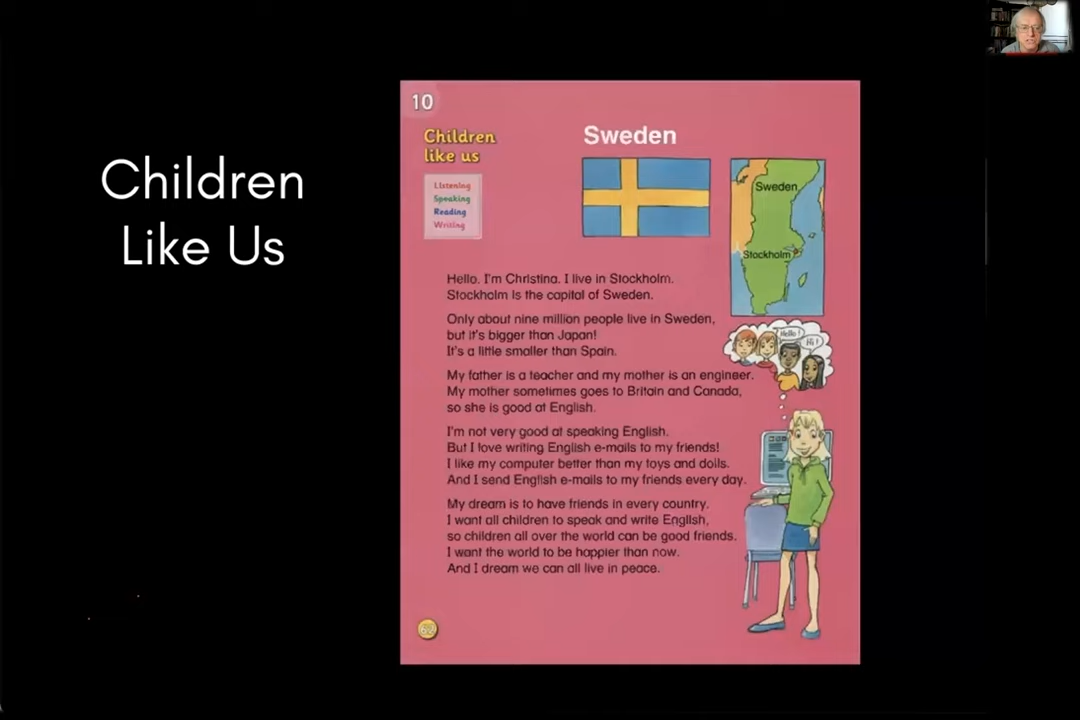 Children
Like Us
10
Children
like us
Listening
Speaking
Reading
Writing
Sweden
Sweden
Stockholm
Hello. I'm Christina. I live in Stockholm.
Stockholm is the capital of Sweden.
Only about nine million people live in Sweden,
but it's bigger than Japan!
It's a little smaller than Spain.
Hello!
Hi!
My father is a teacher and my mother is an engineer.
My mother sometimes goes to Britain and Canada,
so she is good at English.
I'm not very good at speaking English.
But I love writing English e-mails to my friends!
I like my computer better than my toys and dolls.
And I send English e-mails to my friends every day.
My dream is to have friends in every country.
I want all children to speak and write English,
so children all over the world can be good friends.
I want the world to be happier than now.
And I dream we can all live in peace.